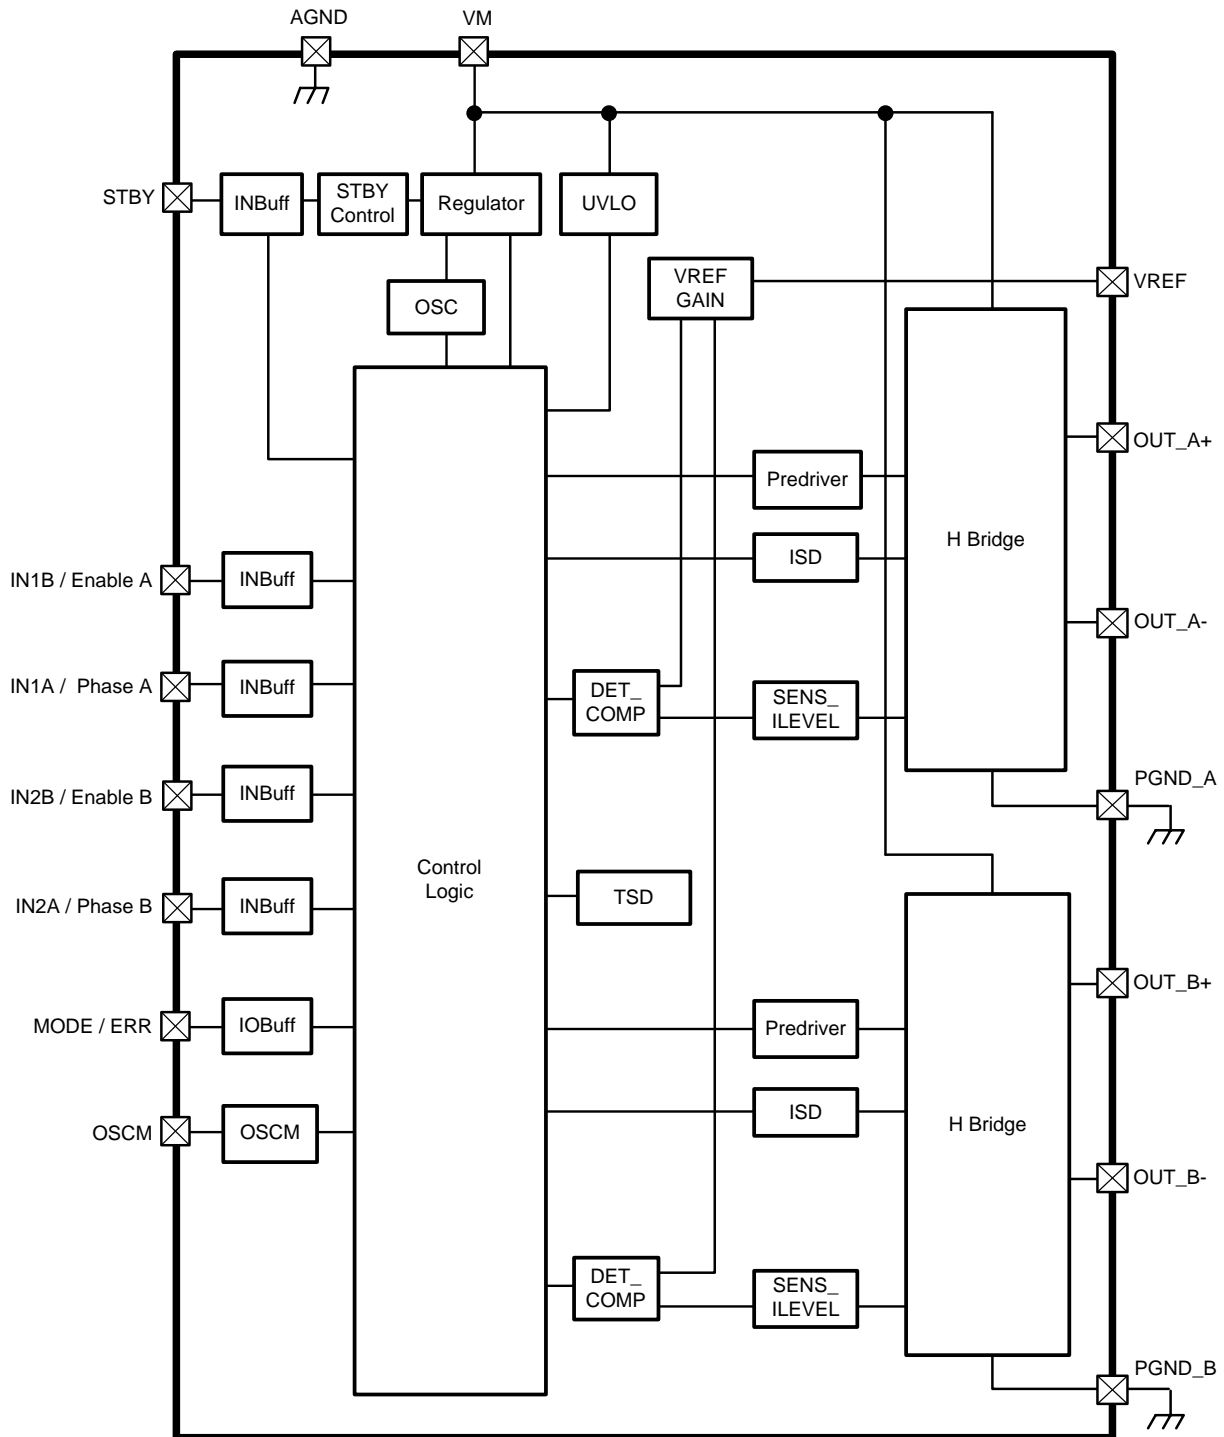 AGND
VM
STBY
INBuff
STBY
Control
Regulator
UVLO
VREF
GAIN
VREF
OSC
OUT_A+
Predriver
H Bridge
ISD
IN1B / Enable A
INBuff
OUT_A-
IN1A / Phase A
INBuff
DET_
COMP
SENS_
ILEVEL
IN2B / Enable B
INBuff
PGND_A
Control
Logic
IN2A / Phase B
INBuff
TSD
OUT_B+
MODE / ERR
IOBuff
Predriver
OSCM
OSCM
ISD
H Bridge
OUT_B-
DET_
COMP
SENS_
ILEVEL
PGND_B